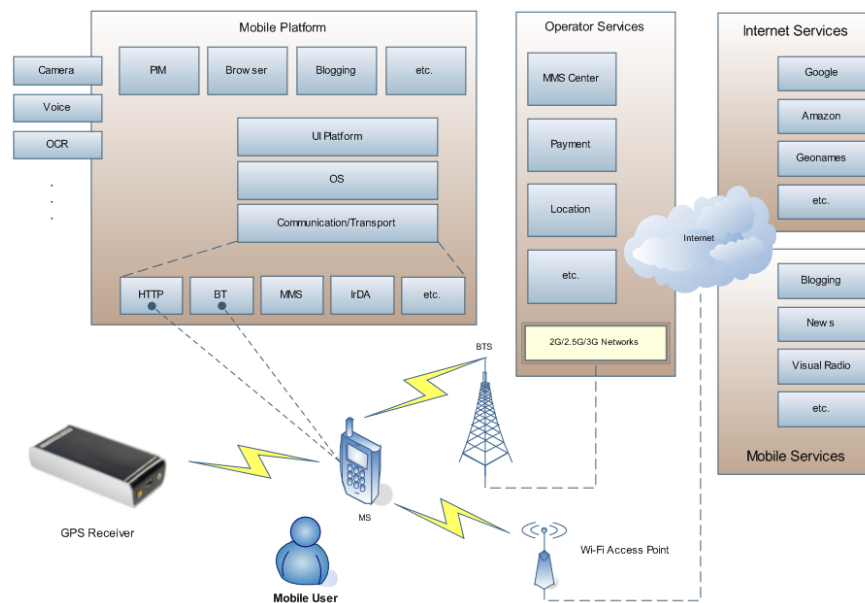 Mobile Platform
Camera
Voice
OCR
.
.
.
PIM
Browser
Blogging
etc.
UI Platform
OS
Communication/Transport
HTTP
BT
MMS
IrDA
etc.
Operator Services
MMS Center
Payment
Location
etc.
2G/2.5G/3G Networks
Internet Services
Google
Amazon
Geonames
etc.
Internet
Blogging
News
Visual Radio
etc.
Mobile Services
BTS
MS
GPS Receiver
Mobile User
Wi-Fi Access Point